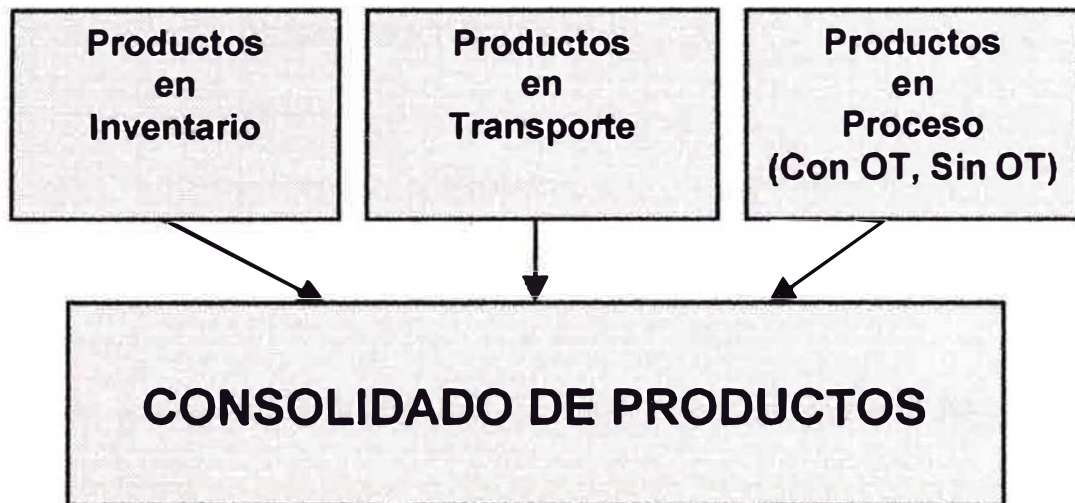 Productos
en
Inventario
Productos
en
Transporte
Productos
en
Proceso
(Con OT, Sin OT)
CONSOLIDADO DE PRODUCTOS